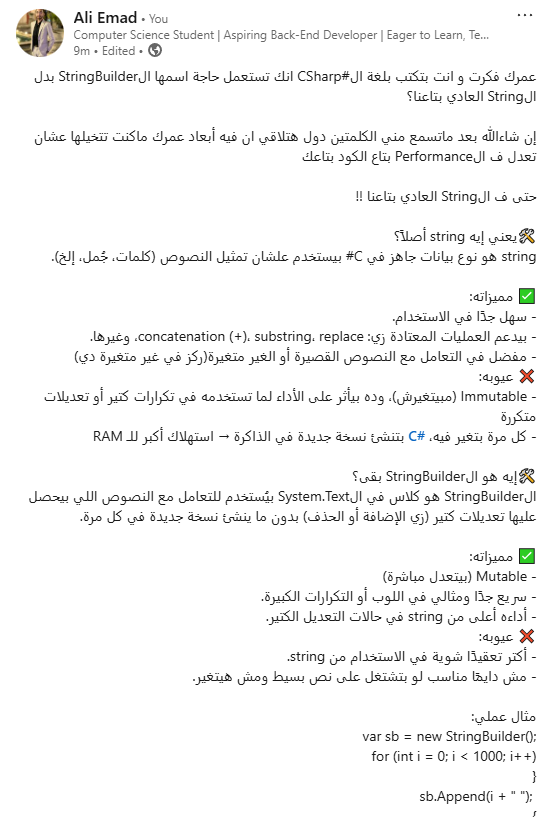 Ali Emad • You
Computer Science Student | Aspiring Back-End Developer | Eager to Learn, Te...
9m • Edited •
عمرك فكرت و انت بتكتب بلغة ال#CSharp انك تستعمل حاجة اسمها الStringBuilder بدل
الString العادي بتاعنا؟
إن شاءالله بعد ماتسمع مني الكلمتين دول هتلاقي ان فيه أبعاد عمرك ماكنت تتخيلها عشان
تعدل ف الPerformance بتاع الكود بتاعك
حتى ف الString العادي بتاعنا !!
🛠️يعني إيه string أصلاً؟
string هو نوع بيانات جاهز في C# بيستخدم علشان تمثيل النصوص (كلمات، جُمل، إلخ).
✅ مميزاته:
- سهل جدًا في الاستخدام.
- بيدعم العمليات المعتادة زي: concatenation (+)، substring، replace، وغيرها.
- مفضل في التعامل مع النصوص القصيرة أو الغير متغيرة(ركز في غير متغيرة دي)
❌ عيوبه:
- Immutable (مبيتغيرش)، وده بيأثر على الأداء لما تستخدمه في تكرارات كتير أو تعديلات
متكررة
- كل مرة بتغير فيه، C# بتنشئ نسخة جديدة في الذاكرة → استهلاك أكبر للـ RAM
🛠️إيه هو الStringBuilder بقى؟
الStringBuilder هو كلاس في الSystem.Text بيُستخدم للتعامل مع النصوص اللي بيحصل
عليها تعديلات كتير (زي الإضافة أو الحذف) بدون ما ينشئ نسخة جديدة في كل مرة.
✅ مميزاته:
- Mutable (بيتعدل مباشرة)
- سريع جدًا ومثالي في اللوب أو التكرارات الكبيرة.
- أداءه أعلى من string في حالات التعديل الكتير.
❌ عيوبه:
- أكتر تعقيدًا شوية في الاستخدام من string.
- مش دايمًا مناسب لو بتشتغل على نص بسيط ومش هيتغير.
مثال عملي:
var sb = new StringBuilder();
for (int i = 0; i < 1000; i++)
{
sb.Append(i + " ");